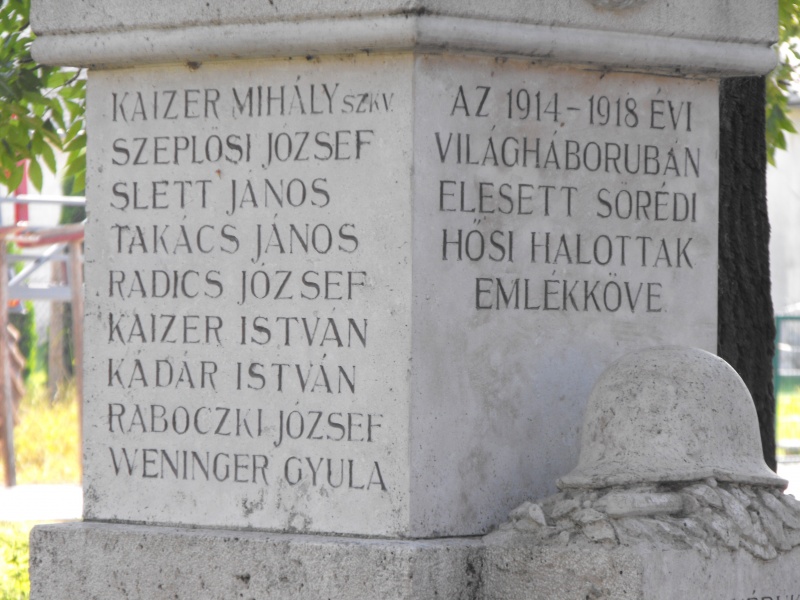 KAIZER MIHÁLY SZKV.
SZEPLŐSI JÓZSEF
SLETT JÁNOS
TAKÁCS JÁNOS
RADICS JÓZSEF
KAIZER ISTVÁN
KÁDÁR ISTVÁN
RABOCZKI JÓZSEF
WENINGER GYULA
AZ 1914–1918 ÉVI
VILÁGHÁBORUBAN
ELESETT SÖRÉDI
HŐSI HALOTTAK
EMLÉKKÖVE